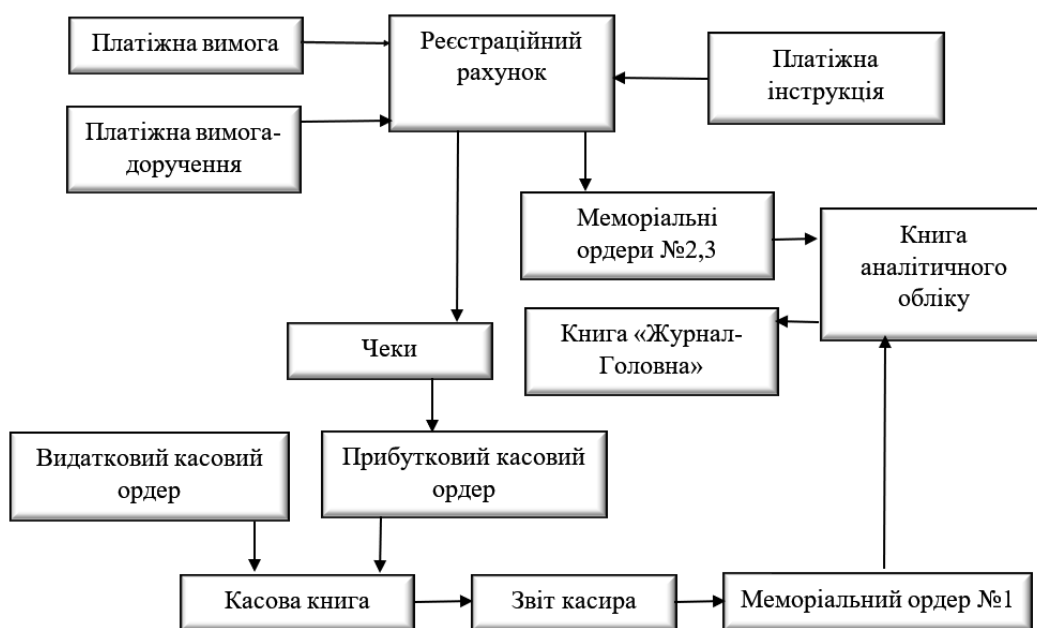 Платіжна вимога
Реєстраційний
рахунок
Платіжна
інструкція
Платіжна вимога-
доручення
Меморіальні
ордери №2,3
Книга
аналітичного
обліку
Чеки
Книга «Журнал-
Головна»
Видатковий касовий
ордер
Прибутковий касовий
ордер
Касова книга
Звіт касира
Меморіальний ордер №1